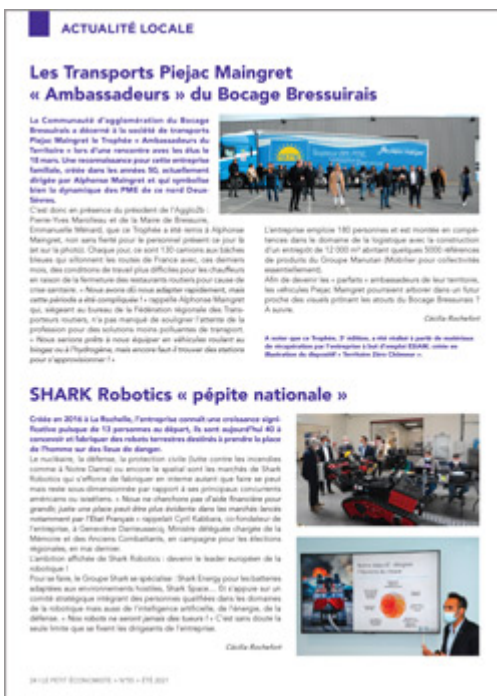 ACTUALITÉ LOCALE
Les Transports Piejac Maingret
« Ambassadeurs » du Bocage Bressuirais
La Communauté d'agglomération du Bocage
Bressuirais a décerné à la société de transports
Piejac Maingret le Trophée « Ambassadeurs du
Territoire » lors d'une rencontre avec les élus le
18 mars. Une reconnaissance pour cette entreprise
familiale, créée dans les années 50, actuellement
dirigée par Alphonse Maingret et qui symbolise
bien la dynamique des PME de ce nord Deux-
Sèvres.
C'est donc en présence du président de l'Agglo2b :
Pierre-Yves Marolleau et de la Maire de Bressuire,
Emmanuelle Ménard, que ce Trophée a été remis à Alphonse
Maingret, non sans fierté pour le personnel présent ce jour là
(et sur la photo). Chaque jour, ce sont 130 camions aux bâches
bleues qui sillonnent les routes de France avec, ces derniers
mois, des conditions de travail plus difficiles pour les chauffeurs
en raison de la fermeture des restaurants routiers pour cause de
crise sanitaire. « Nous avons dû nous adapter rapidement, mais
cette période a été compliquée ! » rappelle Alphonse Maingret
qui, siégeant au bureau de la Fédération régionale des Trans-
porteurs routiers, n'a pas manqué de souligner l'attente de la
profession pour des solutions moins polluantes de transport.
« Nous serions prêts à nous équiper en véhicules roulant au
biogaz ou à l'hydrogène, mais encore faut-il trouver des stations
pour s'approvisionner ! »
L'entreprise emploie 180 personnes et est montée en compé-
tences dans le domaine de la logistique avec la construction
d'un entrepôt de 12 000 m² abritant quelques 5000 références
de produits du Groupe Manutan (Mobilier pour collectivités
essentiellement).
Afin de devenir les « parfaits » ambassadeurs de leur territoire,
les véhicules Piejac Maingret pourraient arborer dans un futur
proche des visuels prônant les atouts du Bocage Bressuirais ?
À suivre.
Cécilia Rochefort
A noter que ce Trophée, 3e édition, a été réalisé à partir de matériaux
de récupération par l'entreprise à but d'emploi ESIAM, créée en
illustration du dispositif « Territoire Zéro Chômeur ».
SHARK Robotics « pépite nationale »
Créée en 2016 à La Rochelle, l'entreprise connaît une croissance signi-
ficative puisque de 13 personnes au départ, ils sont aujourd'hui 40 à
concevoir et fabriquer des robots terrestres destinés à prendre la place
de l'homme sur des lieux de danger.
Le nucléaire, la défense, la protection civile (lutte contre les incendies
comme à Notre Dame) ou encore le spatial sont les marchés de Shark
Robotics qui s'efforce de fabriquer en interne autant que faire se peut
mais reste sous dimensionnée par rapport à ses principaux concurrents
américains ou israéliens. « Nous ne cherchons pas d'aide financière pour
grandir, juste une place peut être plus évidente dans les marchés lancés
notamment par l'Etat Français » rappelait Cyril Kabbara, co-fondateur de
l'entreprise, à Geneviève Darrieussecq, Ministre déléguée chargée de la
Mémoire et des Anciens Combattants, en campagne pour les élections
régionales, en mai dernier.
L'ambition affichée de Shark Robotics : devenir le leader européen de la
robotique !
Pour se faire, le Groupe Shark se spécialise : Shark Energy pour les batteries
adaptées aux environnements hostiles, Shark Space... Et s'appuie sur un
comité stratégique intégrant des personnes qualifiées dans les domaines
de la robotique mais aussi de l'intelligence artificielle, de l'énergie, de la
défense. « Nos robots ne seront jamais des tueurs ! » C'est sans doute la
seule limite que se fixent les dirigeants de l'entreprise.
Cécilia Rochefort
LE PETIT ÉCONOMISTE • ÉTÉ 2021